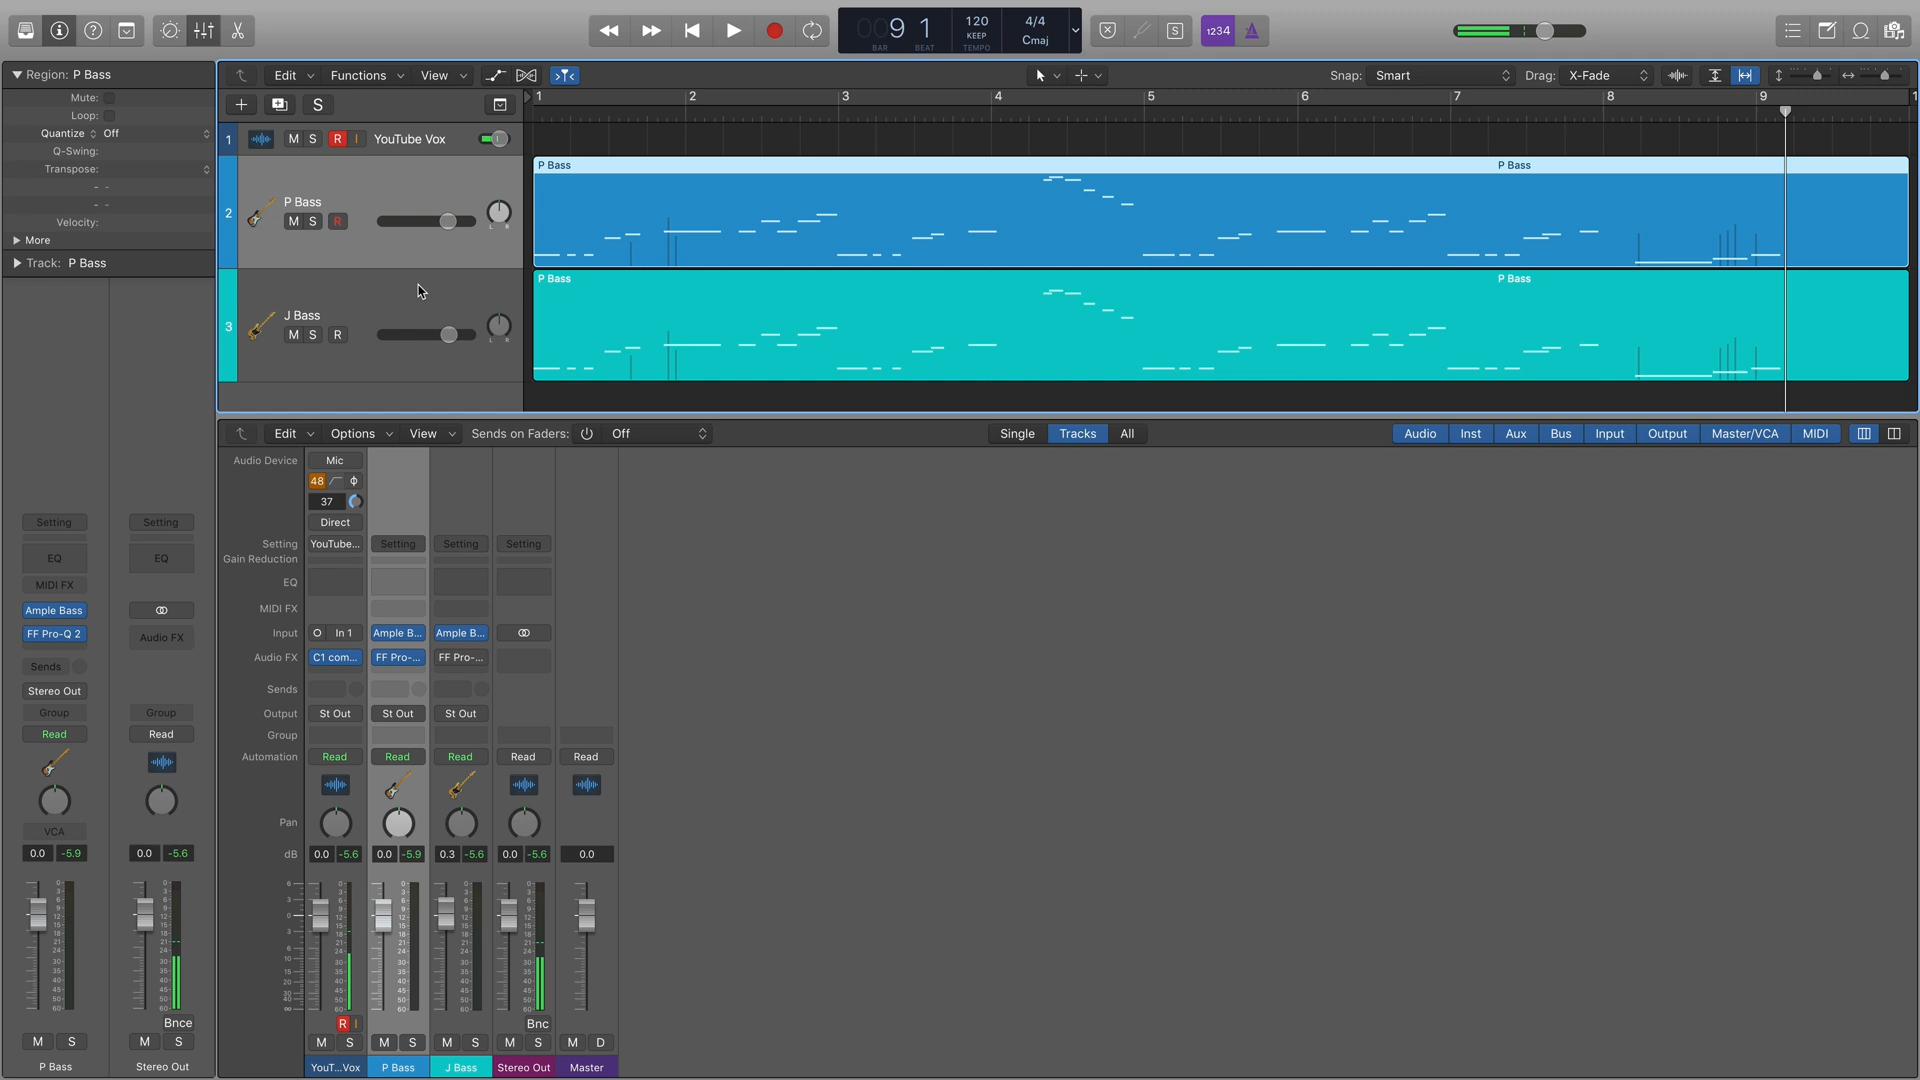 009 1
BAR BEAT
120
KEEP
TEMPO
4/4
Cmaj
S
1234
Region: P Bass
Mute:
Loop:
Quantize Off
Q-Swing:
Transpose:
- -
- -
Velocity:
More
Track: P Bass
Edit Functions View
Snap: Smart Drag: X-Fade
S
1 2 3 4 5 6 7 8 9 1
1 M S R I YouTube Vox
2 P Bass
M S R
L R
3 J Bass
M S R
L R
P Bass P Bass
P Bass P Bass
Edit Options View Sends on Faders: Off
Single Tracks All
Audio Inst Aux Bus Input Output Master/VCA MIDI
Audio Device Mic
48
37
Direct
Setting YouTube... Setting Setting Setting
Gain Reduction
EQ
MIDI FX
Input In 1 Ample B... Ample B...
Audio FX C1 com... FF Pro-... FF Pro-...
Sends
Output St Out St Out St Out
Group
Automation Read Read Read Read Read
Pan
dB 0.0 -5.6 0.0 -5.9 0.3 -5.6 0.0 -5.6 0.0
R I
Bnc
M S M S M S M S M D
YouT...Vox P Bass J Bass Stereo Out Master
Setting Setting
EQ EQ
MIDI FX
Ample Bass
FF Pro-Q 2 Audio FX
Sends
Stereo Out
Group Group
Read Read
VCA
0.0 -5.9 0.0 -5.6
Bnce
M S M S
P Bass Stereo Out